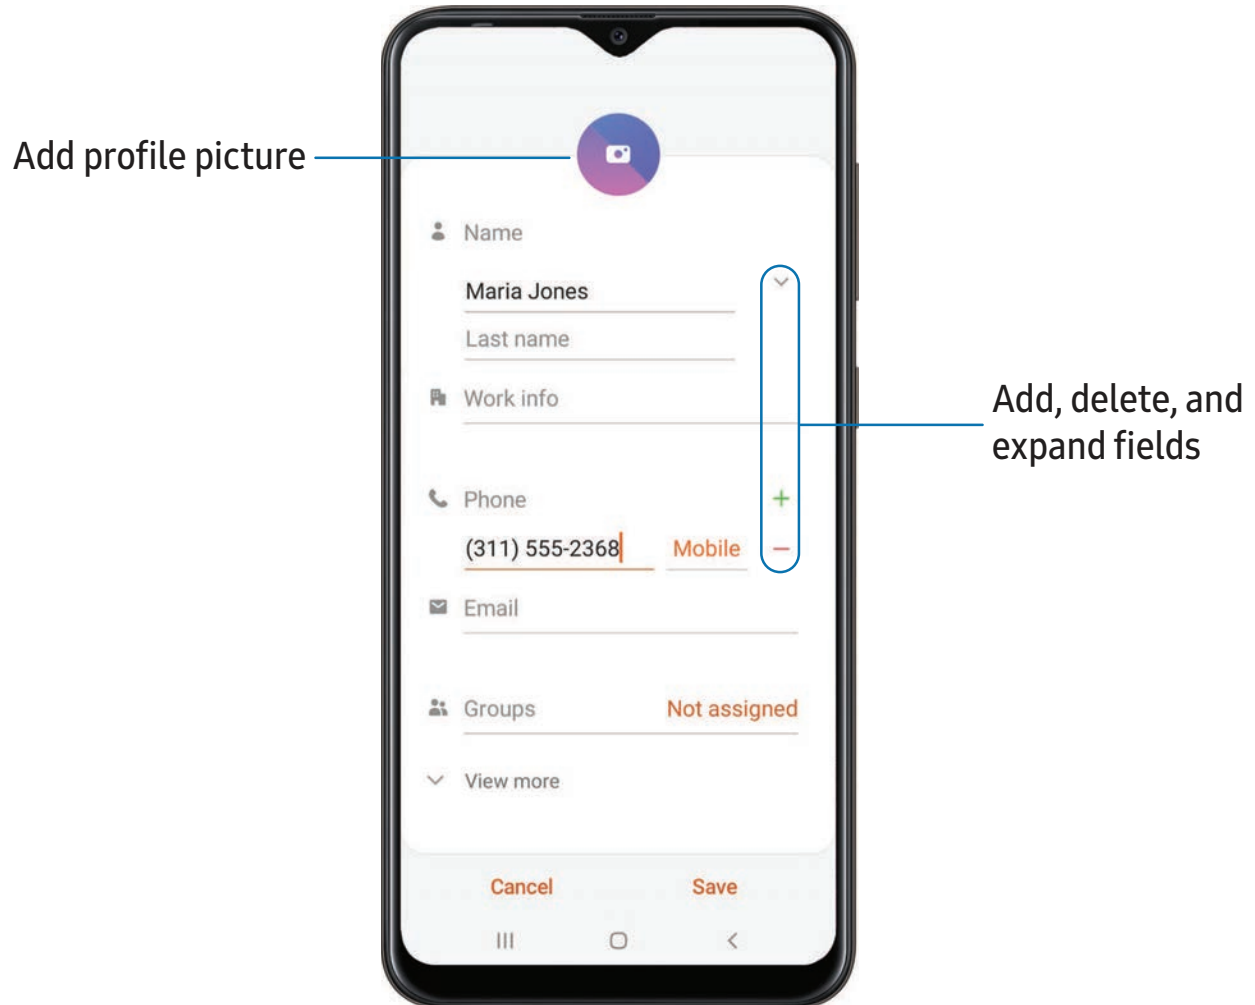 Add profile picture
Name
Maria Jones
Last name
Work info
Add, delete, and
expand fields
Phone
(311) 555-2368 Mobile
Email
Groups Not assigned
View more
Cancel Save